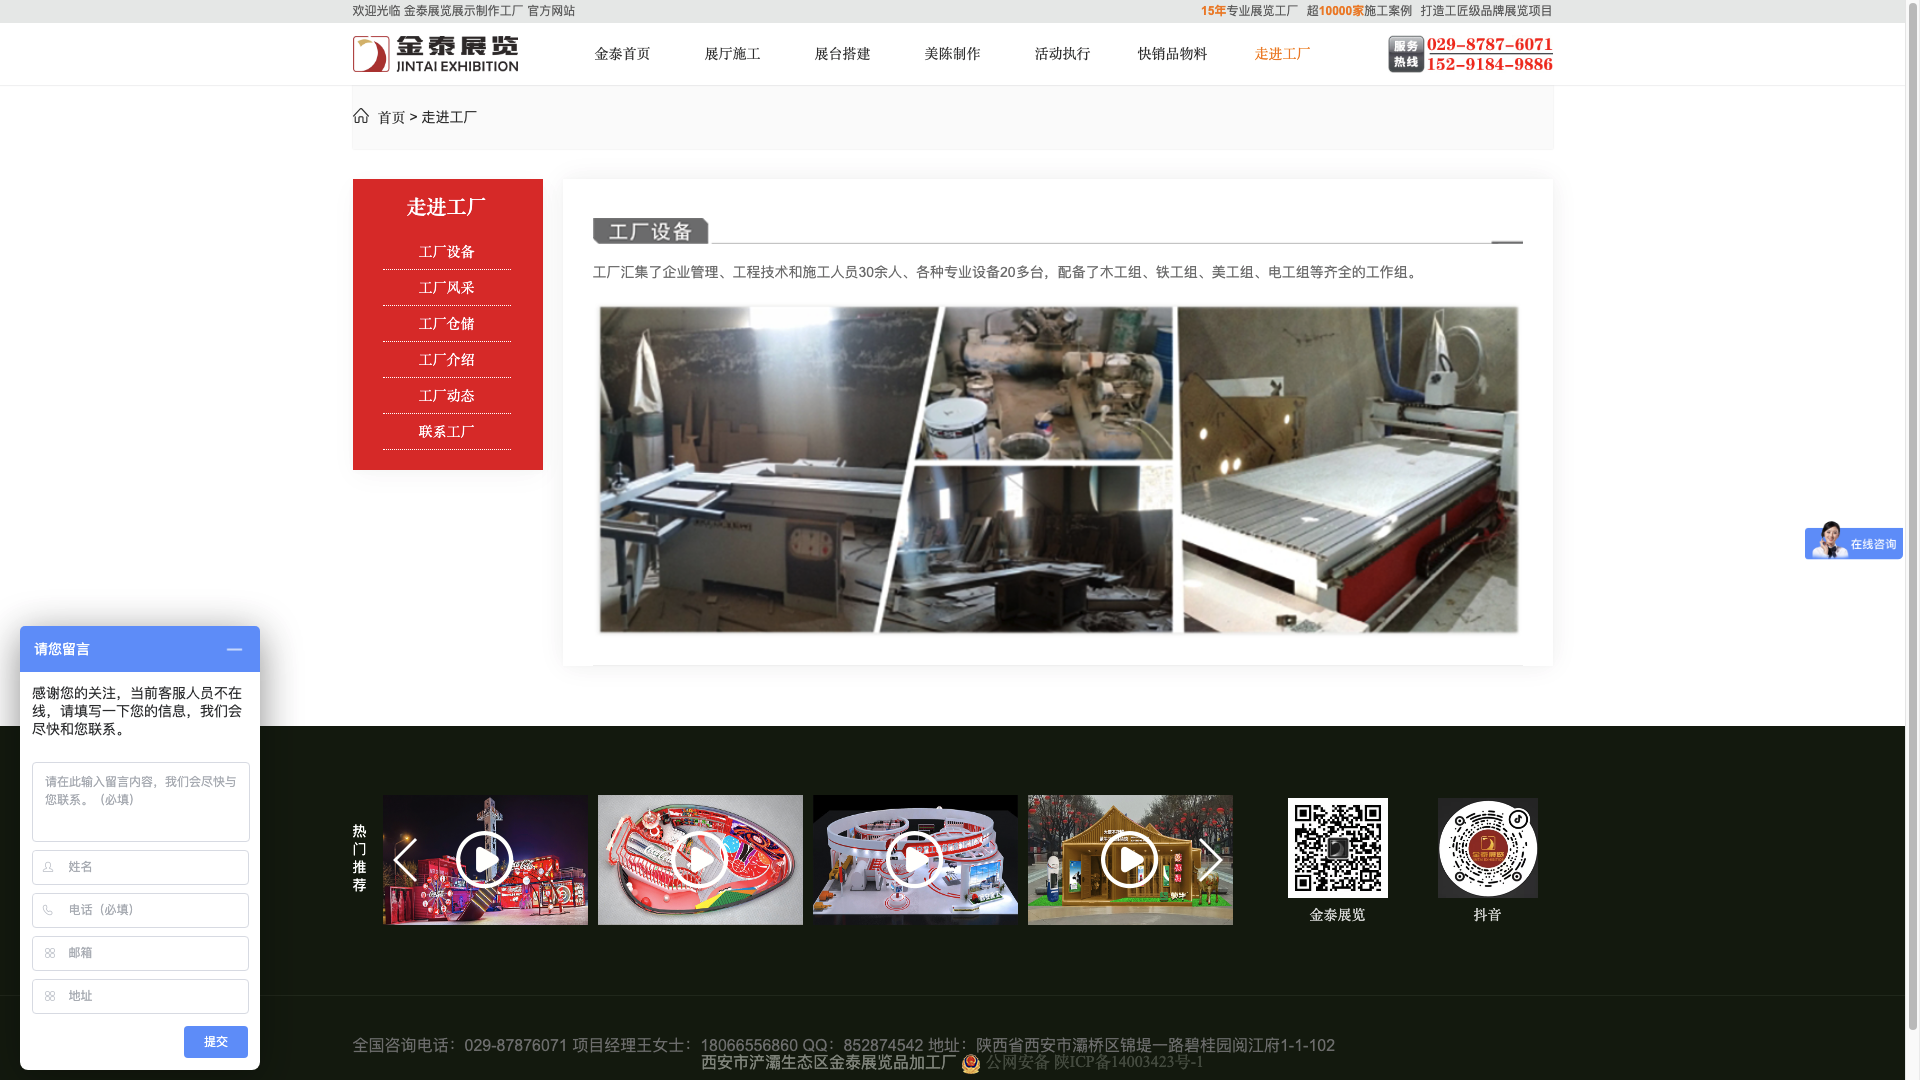 欢迎光临 金泰展览展示制作工厂 官方网站
15年专业展览工厂 超10000家施工案例 打造工匠级品牌展览项目
金泰展览
JINTAI EXHIBITION
金泰首页 展厅施工 展台搭建 美陈制作 活动执行 快销品物料 走进工厂
服务热线
029-8787-6071
152-9184-9886
首页 > 走进工厂
走进工厂
工厂设备
工厂风采
工厂仓储
工厂介绍
工厂动态
联系工厂
工厂设备
工厂汇集了企业管理、工程技术和施工人员30余人、各种专业设备20多台，配备了木工组、铁工组、美工组、电工组等齐全的工作组。
在线咨询
请您留言
感谢您的关注，当前客服人员不在
线，请填写一下您的信息，我们会
尽快和您联系。
请在此输入留言内容，我们会尽快与
您联系。（必填）
姓名
电话（必填）
邮箱
地址
提交
热门推荐
金泰展览
抖音
全国咨询电话：029-87876071 项目经理王女士：18066556860 QQ：852874542 地址：陕西省西安市灞桥区锦堤一路碧桂园阅江府1-1-102
西安市浐灞生态区金泰展览品加工厂 公网安备 陕ICP备14003423号-1